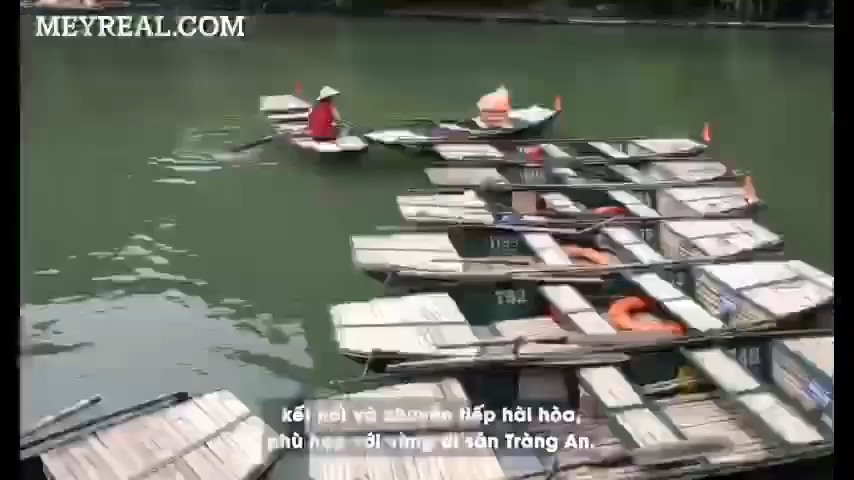 MEYREAL.COM
kết nối và chuyển tiếp hài hòa,
phù hợp với vùng di sản Tràng An.